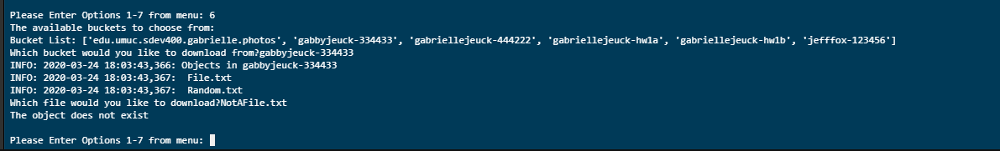 Please Enter Options 1-7 from menu: 6
The available buckets to choose from:
Bucket List: ['edu.umuc.sdev400.gabrielle.photos', 'gabbyjeuck-334433', 'gabriellejeuck-444222', 'gabriellejeuck-hw1a', 'gabriellejeuck-hw1b', 'jefffox-123456']
Which bucket would you like to download from?gabbyjeuck-334433
INFO: 2020-03-24 18:03:43,366: Objects in gabbyjeuck-334433
INFO: 2020-03-24 18:03:43,367:  File.txt
INFO: 2020-03-24 18:03:43,367:  Random.txt
Which file would you like to download?NotAFile.txt
The object does not exist
Please Enter Options 1-7 from menu: